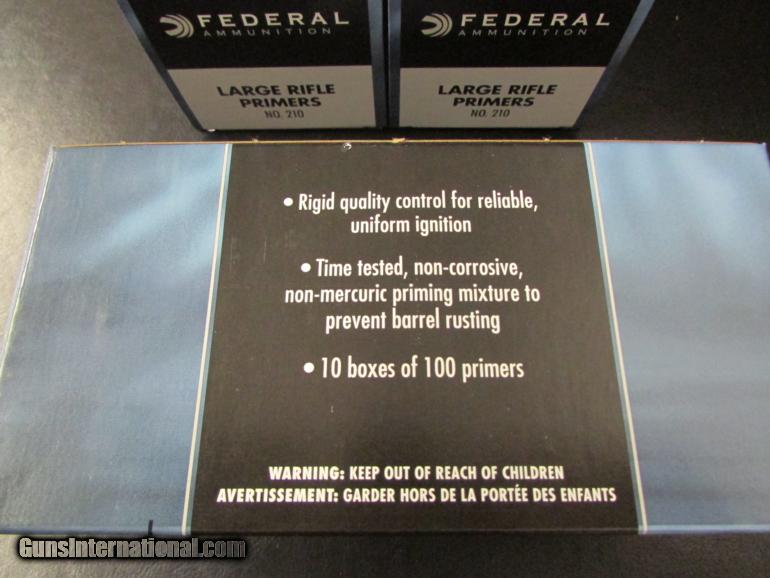 FEDERAL
AMMUNITION
LARGE RIFLE
PRIMERS
NO. 210
FEDERAL
AMMUNITION
LARGE RIFLE
PRIMERS
NO. 210
• Rigid quality control for reliable,
uniform ignition
• Time tested, non-corrosive,
non-mercuric priming mixture to
prevent barrel rusting
• 10 boxes of 100 primers
WARNING: KEEP OUT OF REACH OF CHILDREN
AVERTISSEMENT: GARDER HORS DE LA PORTÉE DES ENFANTS
GunsInternational.com